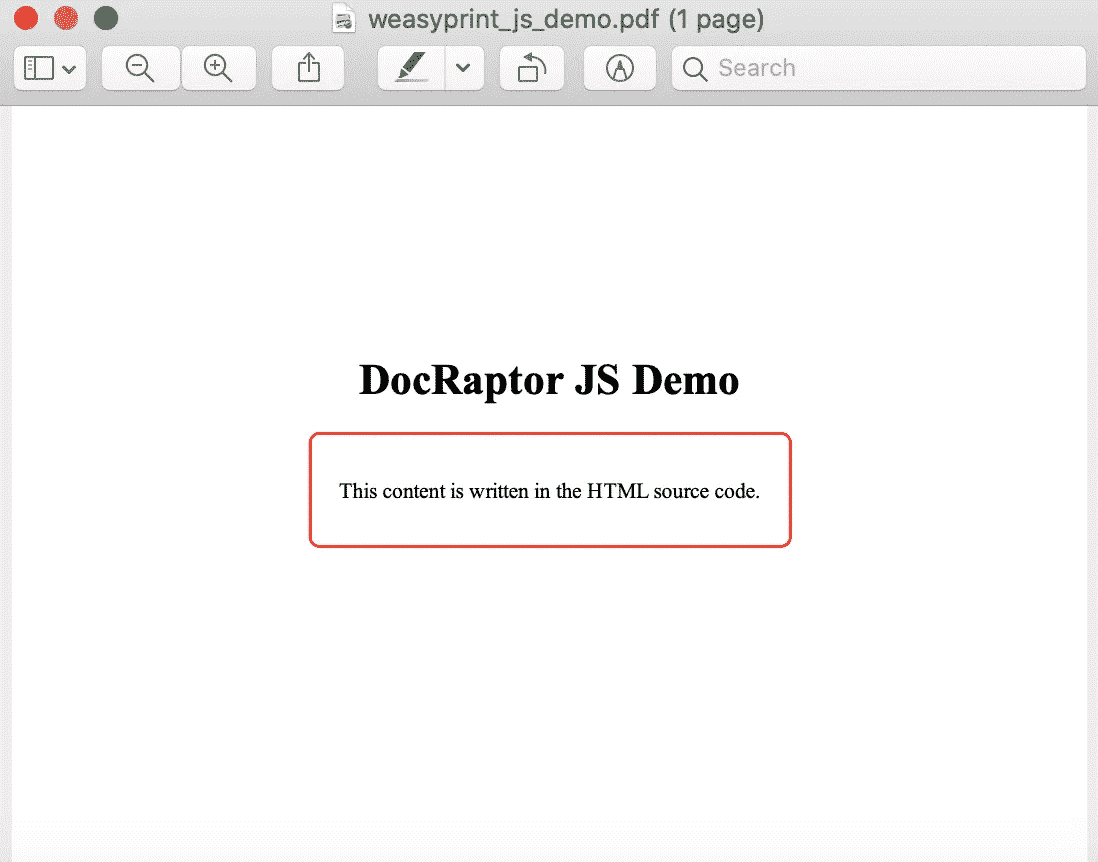 weasyprint_js_demo.pdf (1 page)
Search
DocRaptor JS Demo
This content is written in the HTML source code.